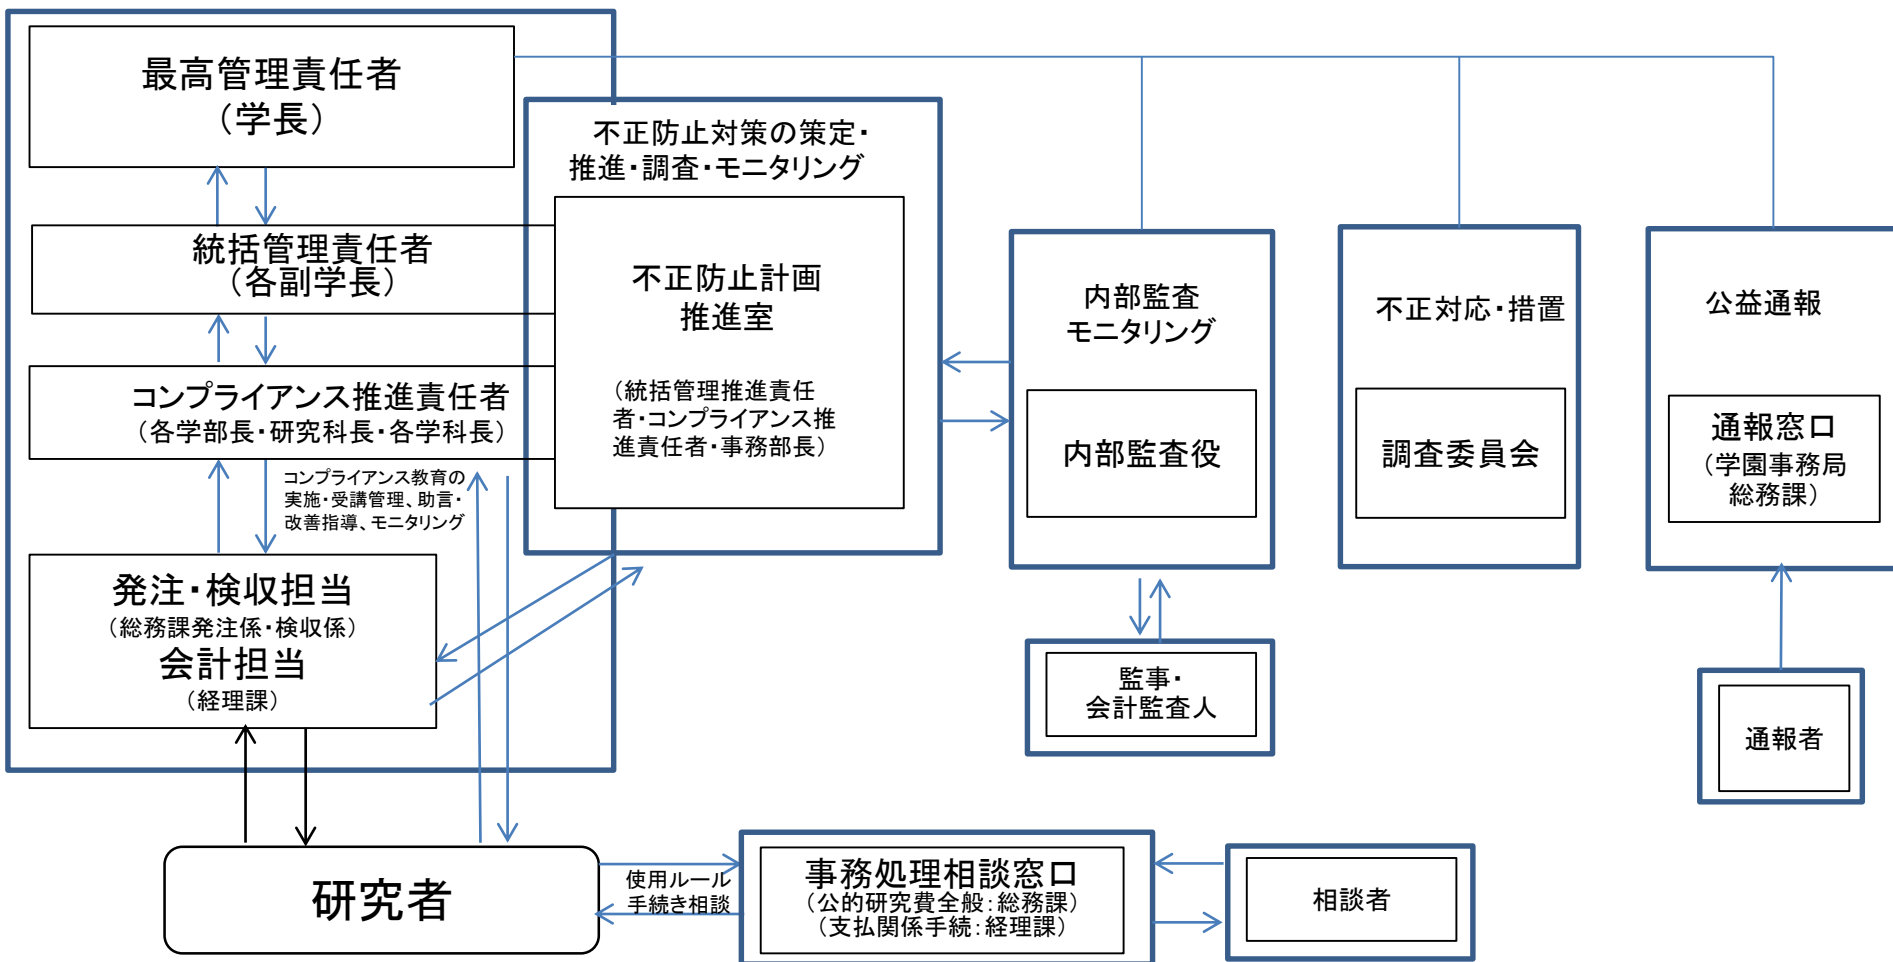 最高管理責任者
（学長）
不正防止対策の策定・
推進・調査・モニタリング
統括管理責任者
（各副学長）
不正防止計画
推進室
（統括管理推進責任
者・コンプライアンス推
進責任者・事務部長）
コンプライアンス推進責任者
（各学部長・研究科長・各学科長）
コンプライアンス教育の
実施・受講管理、助言・
改善指導、モニタリング
発注・検収担当
（総務課発注係・検収係）
会計担当
（経理課）
内部監査
モニタリング
内部監査役
監事・
会計監査人
不正対応・措置
調査委員会
公益通報
通報窓口
（学園事務局
総務課）
通報者
研究者
使用ルール
手続き相談
事務処理相談窓口
（公的研究費全般：総務課）
（支払関係手続：経理課）
相談者